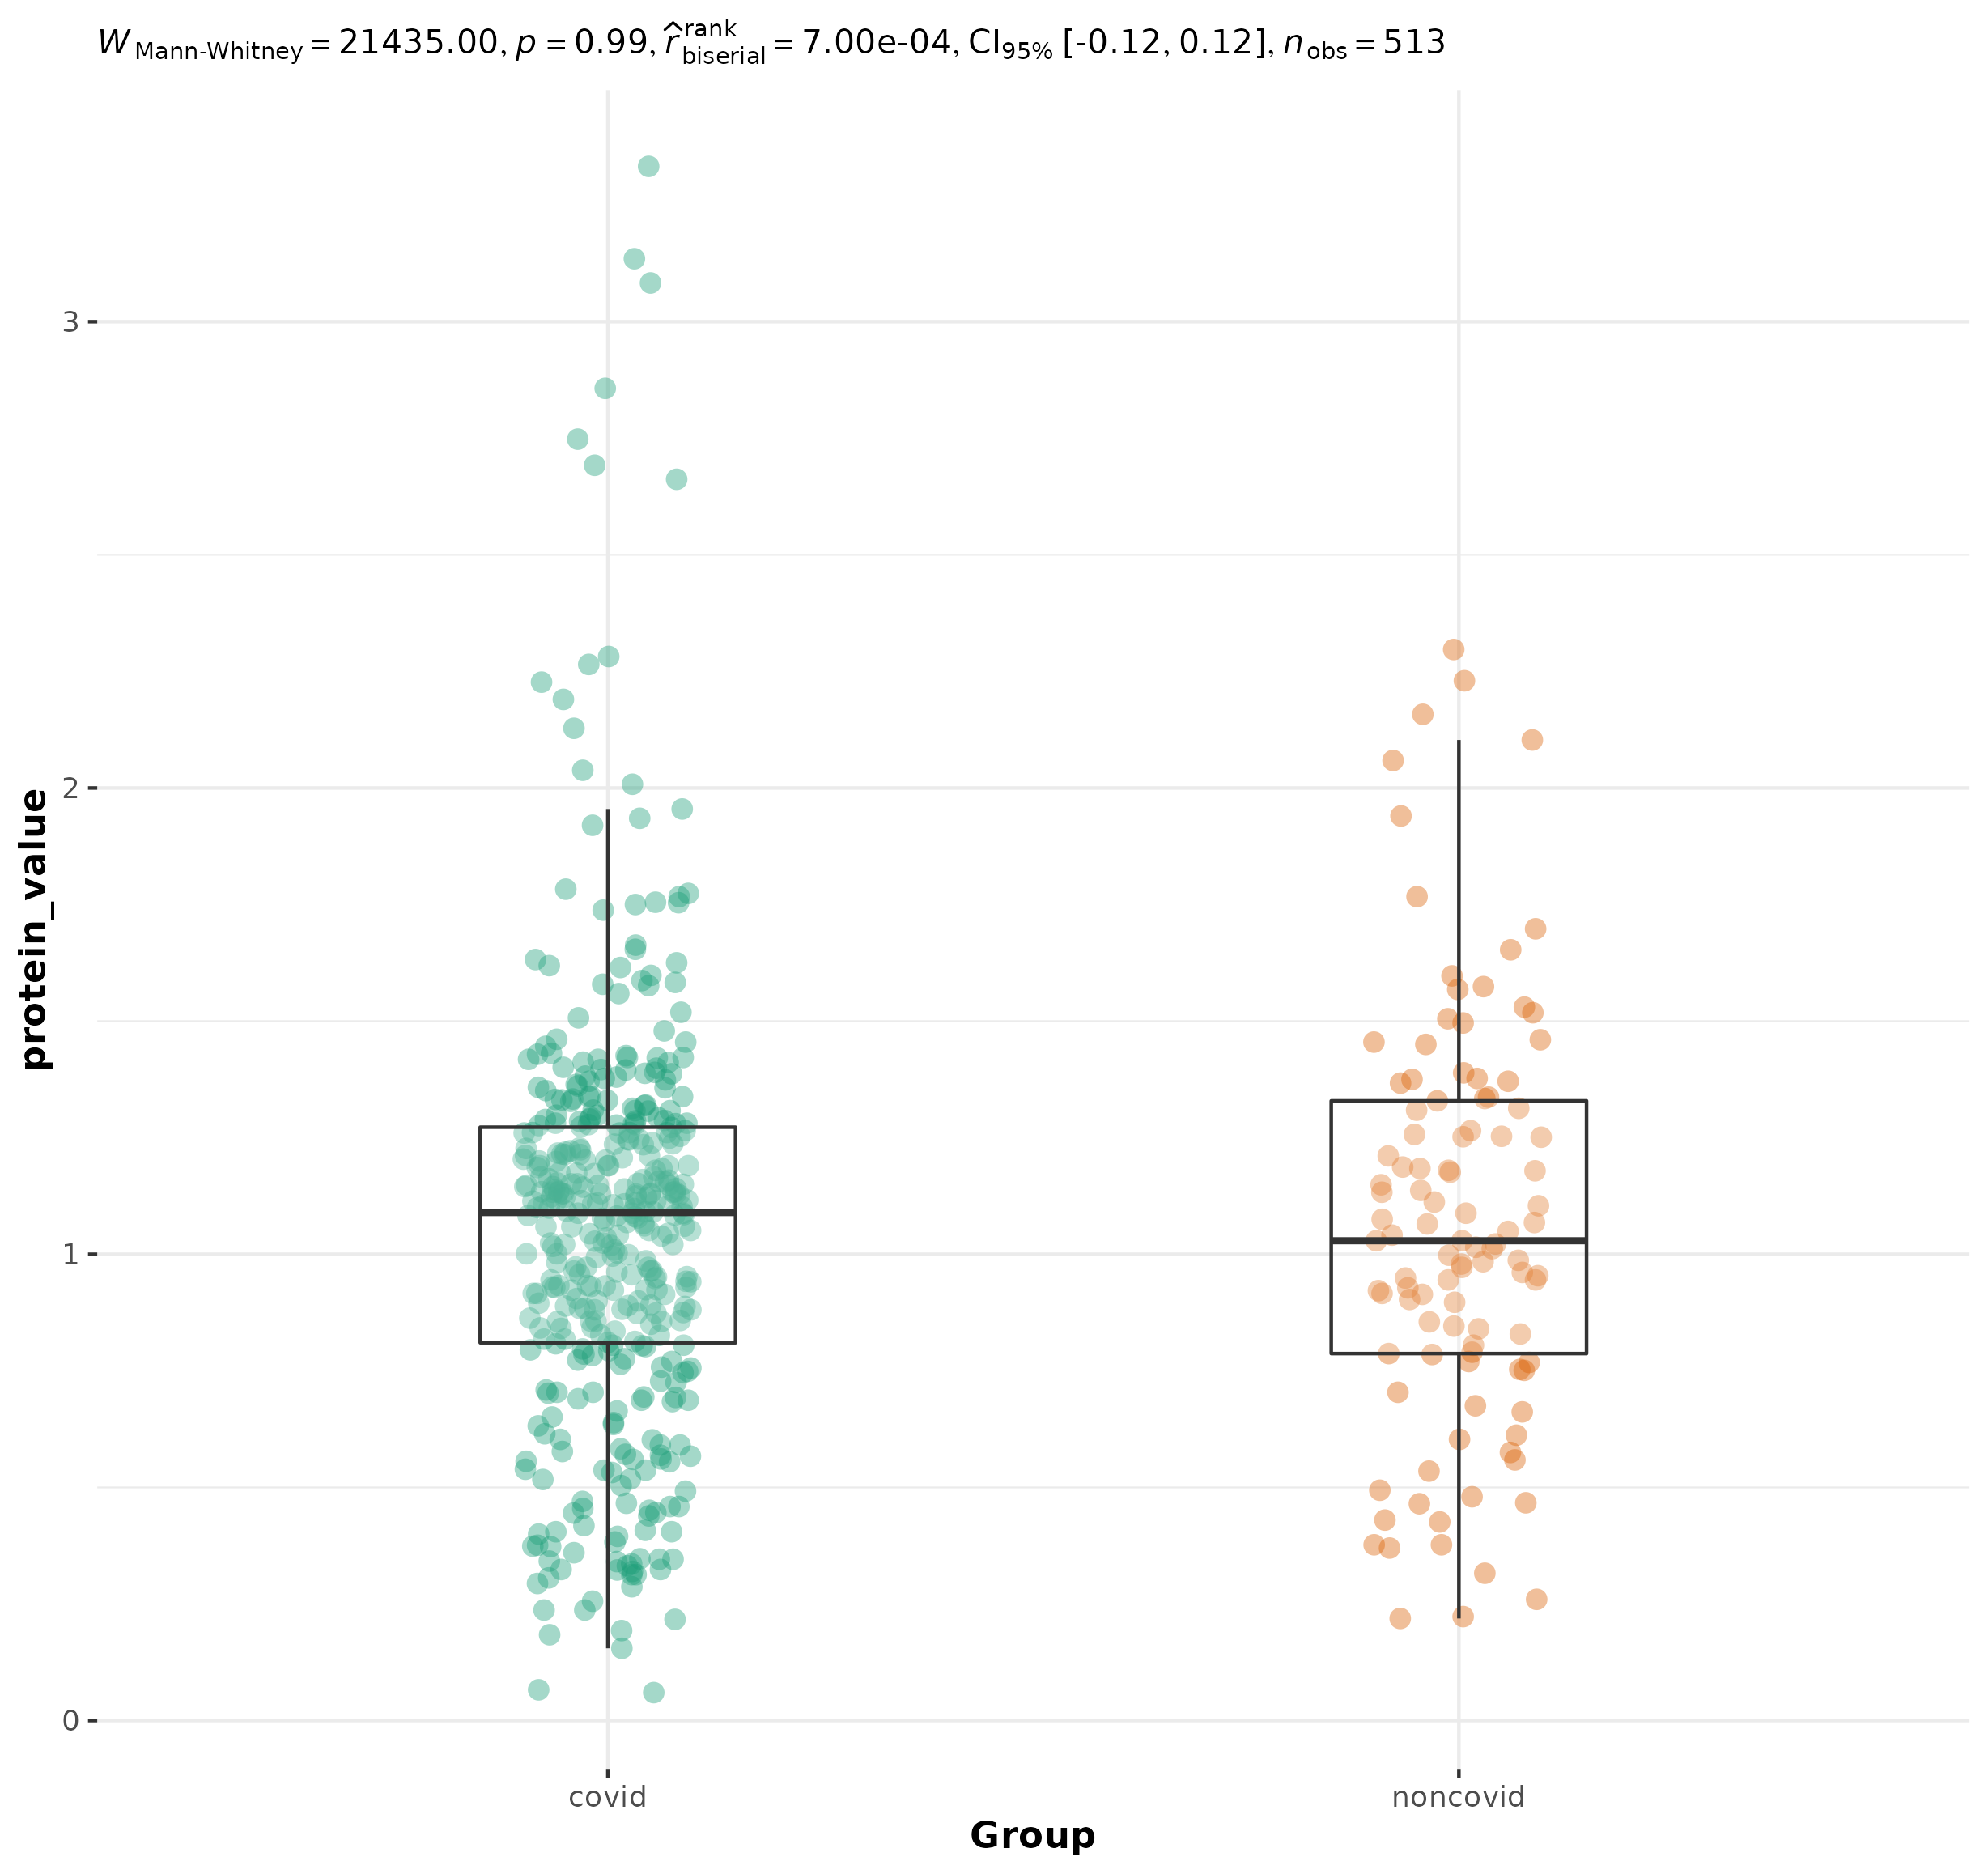 W Mann-Whitney = 21435.00, p = 0.99, r̂ rank biserial = 7.00e-04, CI95% [-0.12, 0.12], nobs = 513
protein_value
3
2
1
0
covid noncovid
Group